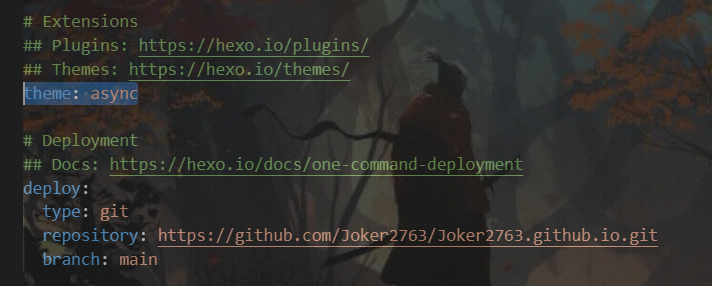 # Extensions
## Plugins: https://hexo.io/plugins/
## Themes: https://hexo.io/themes/
theme: async
# Deployment
## Docs: https://hexo.io/docs/one-command-deployment
deploy:
  type: git
  repository: https://github.com/Joker2763/Joker2763.github.io.git
  branch: main